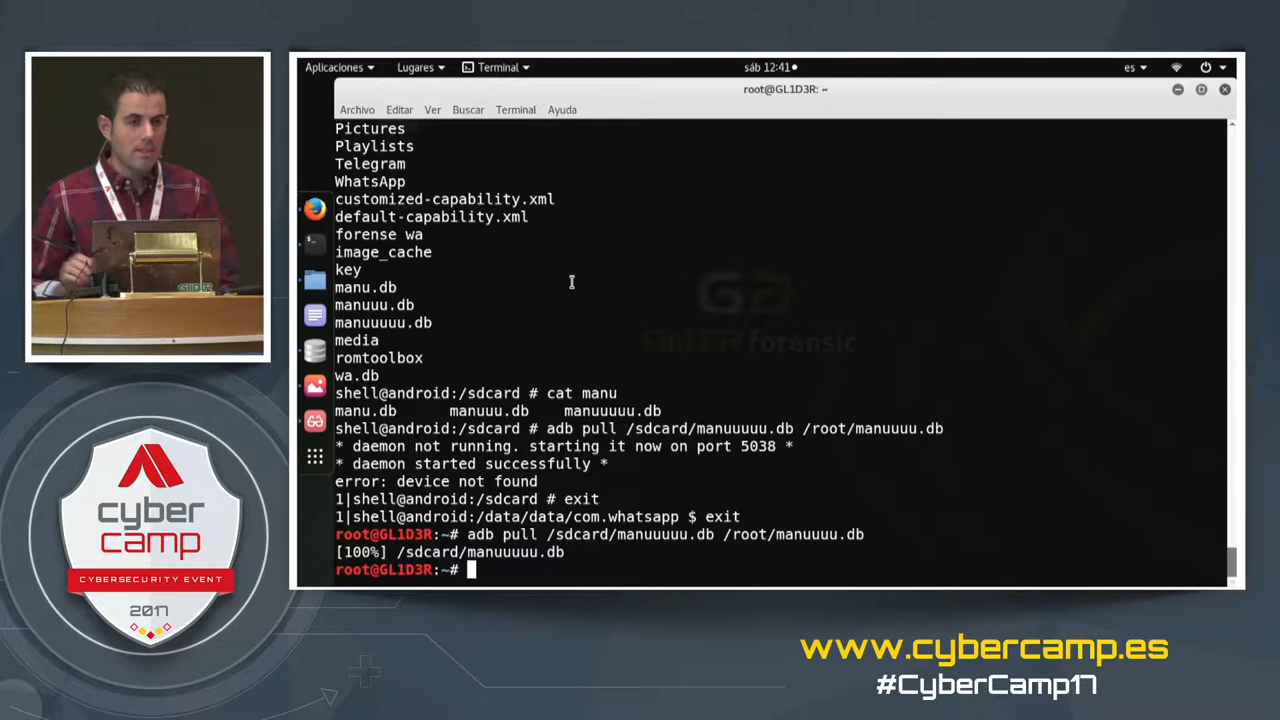 Aplicaciones Lugares Terminal sáb 12:41 es
root@GL1D3R: ~
Archivo Editar Ver Buscar Terminal Ayuda
Pictures
Playlists
Telegram
WhatsApp
customized-capability.xml
default-capability.xml
forense wa
image_cache
key
manu.db
manuuu.db
manuuuuu.db
media
romtoolbox
wa.db
shell@android:/sdcard # cat manu
manu.db manuuu.db manuuuuu.db
shell@android:/sdcard # adb pull /sdcard/manuuuuu.db /root/manuuuu.db
* daemon not running. starting it now on port 5038 *
* daemon started successfully *
error: device not found
1|shell@android:/sdcard # exit
1|shell@android:/data/data/com.whatsapp $ exit
root@GL1D3R:~# adb pull /sdcard/manuuuuu.db /root/manuuuu.db
[100%] /sdcard/manuuuuu.db
root@GL1D3R:~#
forensic
cyber
camp
CYBERSECURITY EVENT
2017
www.cybercamp.es
#CyberCamp17